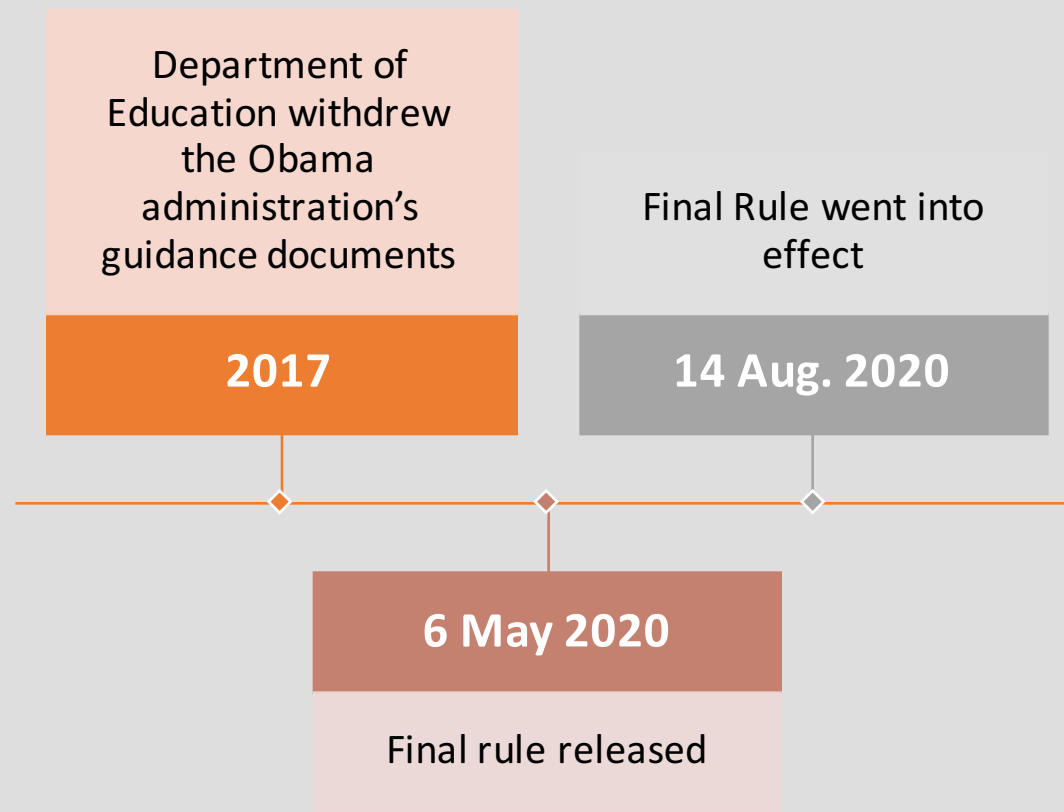 Department of
Education withdrew
the Obama
administration’s
guidance documents
2017
6 May 2020
Final rule released
Final Rule went into
effect
14 Aug. 2020